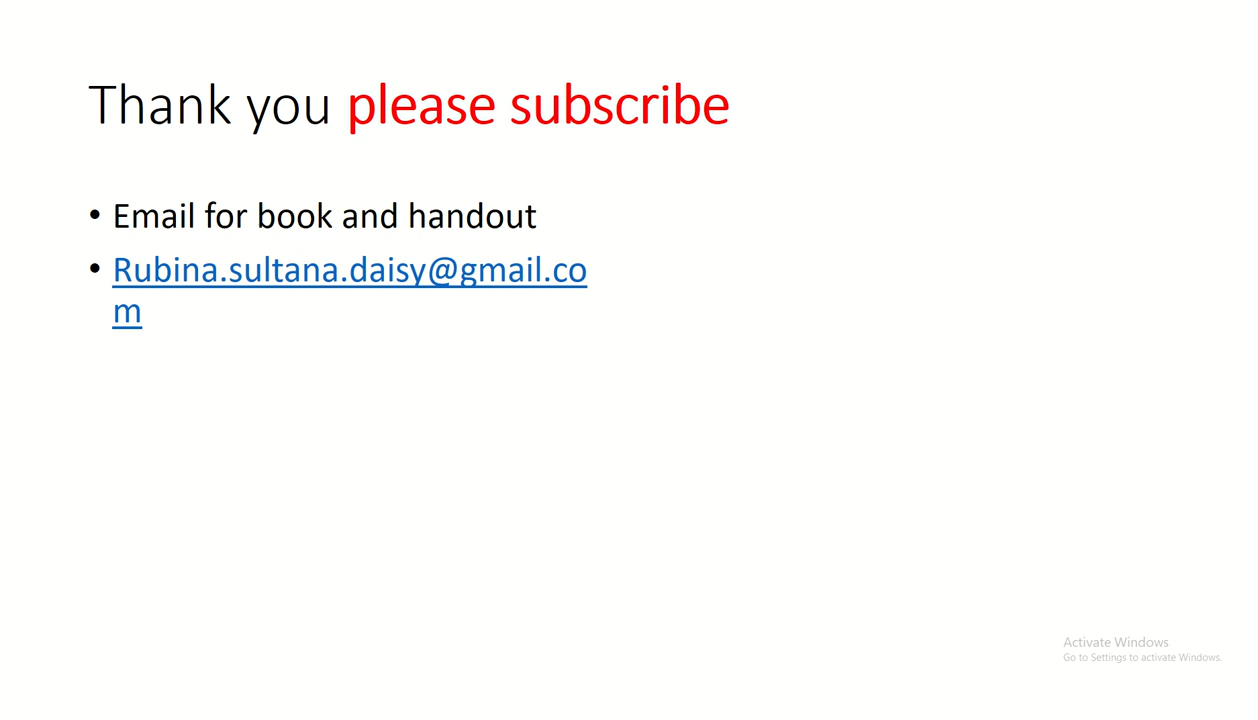 Thank you please subscribe
• Email for book and handout
• Rubina.sultana.daisy@gmail.co
m
Activate Windows
Go to Settings to activate Windows.